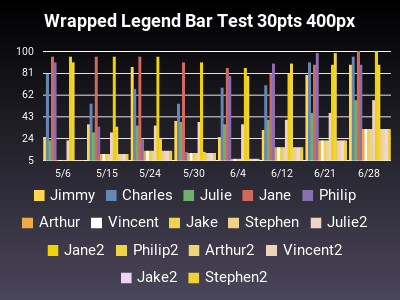 Wrapped Legend Bar Test 30pts 400px
100
81
62
43
24
5
5/6 5/15 5/24 5/30 6/4 6/12 6/21 6/28
Jimmy Charles Julie Jane Philip
Arthur Vincent Jake Stephen Julie2
Jane2 Philip2 Arthur2 Vincent2
Jake2 Stephen2